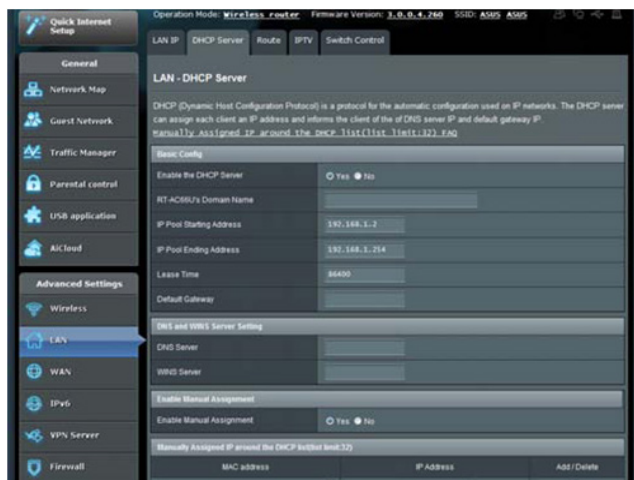 Quick Internet
Setup
Operation Mode: Wireless router Firmware Version: 3.0.0.4.260 SSID: ASUS ASUS
LAN IP DHCP Server Route IPTV Switch Control
General
Network Map
Guest Network
Traffic Manager
Parental control
USB application
AiCloud
Advanced Settings
Wireless
LAN
WAN
IPv6
VPN Server
Firewall
LAN - DHCP Server
DHCP (Dynamic Host Configuration Protocol) is a protocol for the automatic configuration used on IP networks. The DHCP server
can assign each client an IP address and informs the client of the of DNS server IP and default gateway IP.
Manually Assigned IP around the DHCP list(list limit:32) FAQ
Basic Config
Enable the DHCP Server Yes No
RT-AC66U's Domain Name
IP Pool Starting Address 192.168.1.2
IP Pool Ending Address 192.168.1.254
Lease Time 86400
Default Gateway
DNS and WINS Server Setting
DNS Server
WINS Server
Enable Manual Assignment
Enable Manual Assignment Yes No
Manually Assigned IP around the DHCP list(list limit:32)
MAC address IP Address Add / Delete